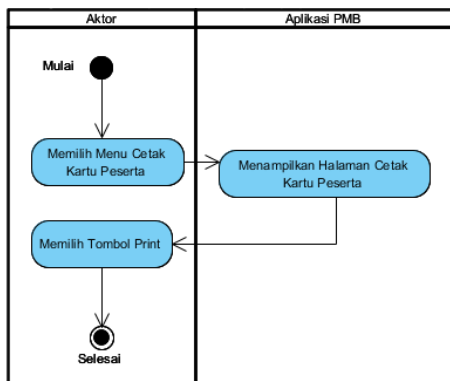 Aktor
Aplikasi PMB
Mulai
Memilih Menu Cetak
Kartu Peserta
Menampilkan Halaman Cetak
Kartu Peserta
Memilih Tombol Print
Selesai